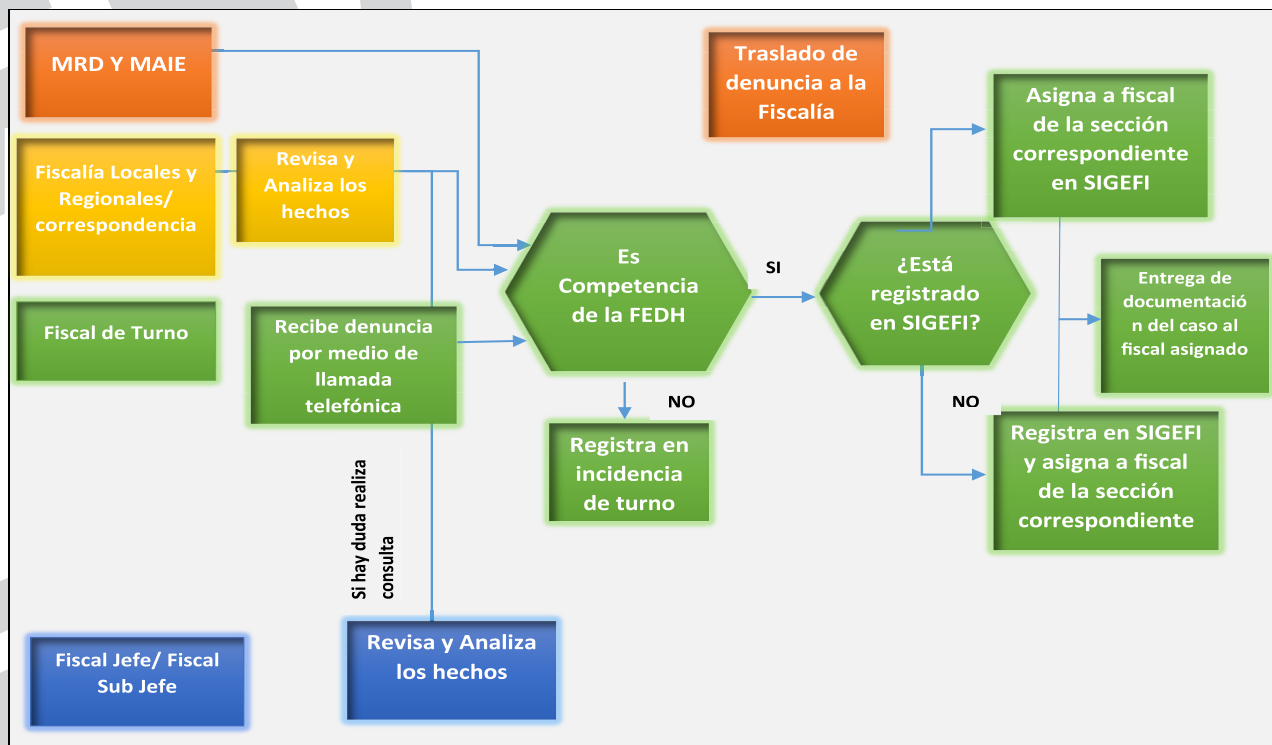 MRD Y MAIE
Traslado de
denuncia a la
Fiscalía
Asigna a fiscal
de la sección
correspondiente
en SIGEFI
Fiscalía Locales y
Regionales/
correspondencia
Revisa y
Analiza los
hechos
Es
Competencia
de la FEDH
SI
¿Está
registrado
en SIGEFI?
Entrega de
documentació
n del caso al
fiscal asignado
Fiscal de Turno
Recibe denuncia
por medio de
llamada
telefónica
NO
NO
Registra en
incidencia
de turno
Registra en SIGEFI
y asigna a fiscal
de la sección
correspondiente
Si hay duda realiza
consulta
Fiscal Jefe/ Fiscal
Sub Jefe
Revisa y Analiza
los hechos